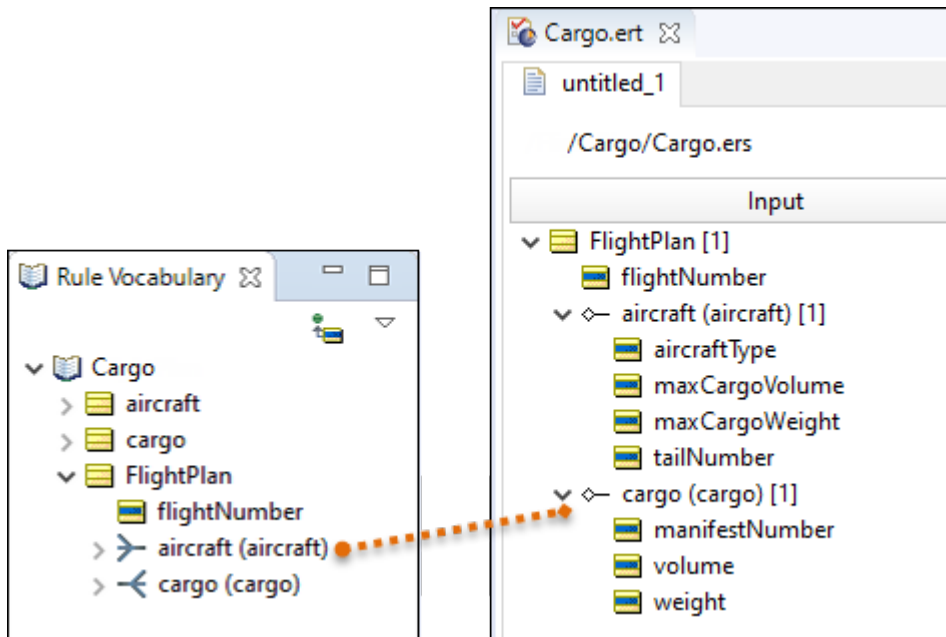 Rule Vocabulary
Cargo
aircraft
cargo
FlightPlan
flightNumber
aircraft (aircraft)
cargo (cargo)
Cargo.ert
untitled_1
/Cargo/Cargo.ers
Input
FlightPlan [1]
flightNumber
aircraft (aircraft) [1]
aircraftType
maxCargoVolume
maxCargoWeight
tailNumber
cargo (cargo) [1]
manifestNumber
volume
weight